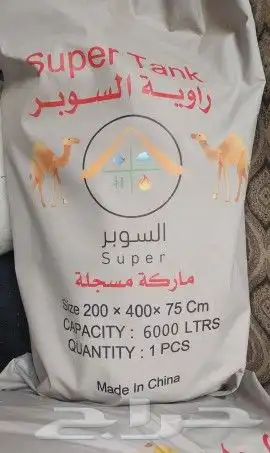 Super Tank
راوية السوبر
السوبر
Super
ماركة مسجلة
Size 200 × 400× 75 Cm
CAPACITY : 6000 LTRS
QUANTITY : 1 PCS
Made In China
حراج